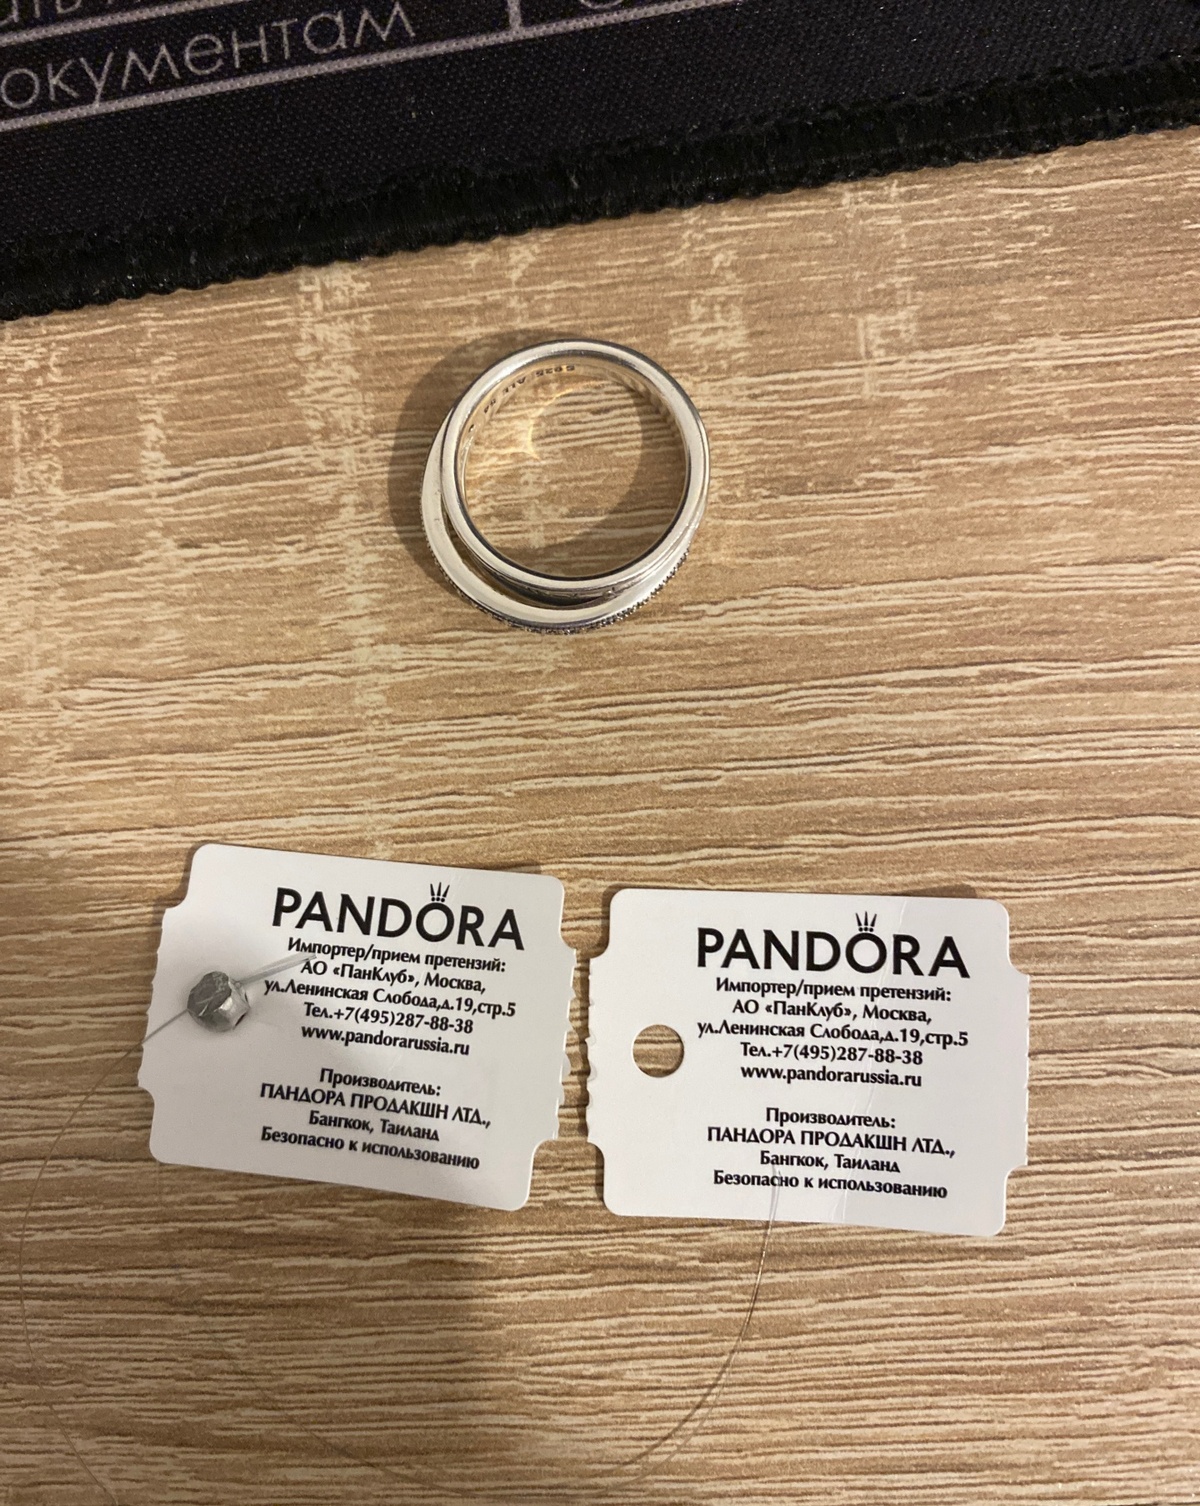 окументам
S925 ALE 54
PANDORA
Импортер/прием претензий:
АО «ПанКлуб», Москва,
ул.Ленинская Слобода,д.19,стр.5
Тел.+7(495)287-88-38
www.pandorarussia.ru
Производитель:
ПАНДОРА ПРОДАКШН ЛТД.,
Бангкок, Таиланд
Безопасно к использованию
PANDORA
Импортер/прием претензий:
АО «ПанКлуб», Москва,
ул.Ленинская Слобода,д.19,стр.5
Тел.+7(495)287-88-38
www.pandorarussia.ru
Производитель:
ПАНДОРА ПРОДАКШН ЛТД.,
Бангкок, Таиланд
Безопасно к использованию